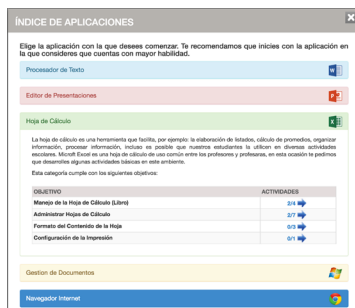 ÍNDICE DE APLICACIONES
Elige la aplicación con la que desees comenzar. Te recomendamos que inicies con la aplicación en
la que consideres que cuentas con mayor habilidad.
Procesador de Texto
Editor de Presentaciones
Hoja de Cálculo
La hoja de cálculo es una herramienta que facilita, por ejemplo: la elaboración de listados, cálculo de promedios, organizar
información, procesar información, incluso es posible que nuestros estudiantes la utilicen en diversas actividades
escolares. Microft Excel es una hoja de cálculo de uso común entre los profesores y profesoras, en esta ocasión te pedimos
que desarrolles algunas actividades básicas en este ambiente.
Esta categoría cumple con los siguientes objetivos:
OBJETIVO ACTIVIDADES
Manejo de la Hoja de Cálculo (Libro) 2/4
Administrar Hojas de Cálculo 2/7
Formato del Contenido de la Hoja 0/3
Configuración de la Impresión 0/1
Gestion de Documentos
Navegador Internet